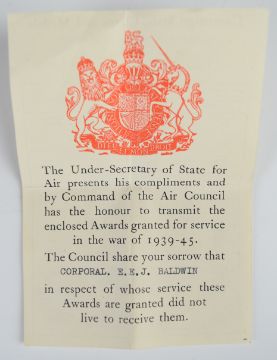 The Under-Secretary of State for
Air presents his compliments and
by Command of the Air Council
has the honour to transmit the
enclosed Awards granted for service
in the war of 1939-45.
The Council share your sorrow that
CORPORAL. E.E.J. BALDWIN
in respect of whose service these
Awards are granted did not
live to receive them.